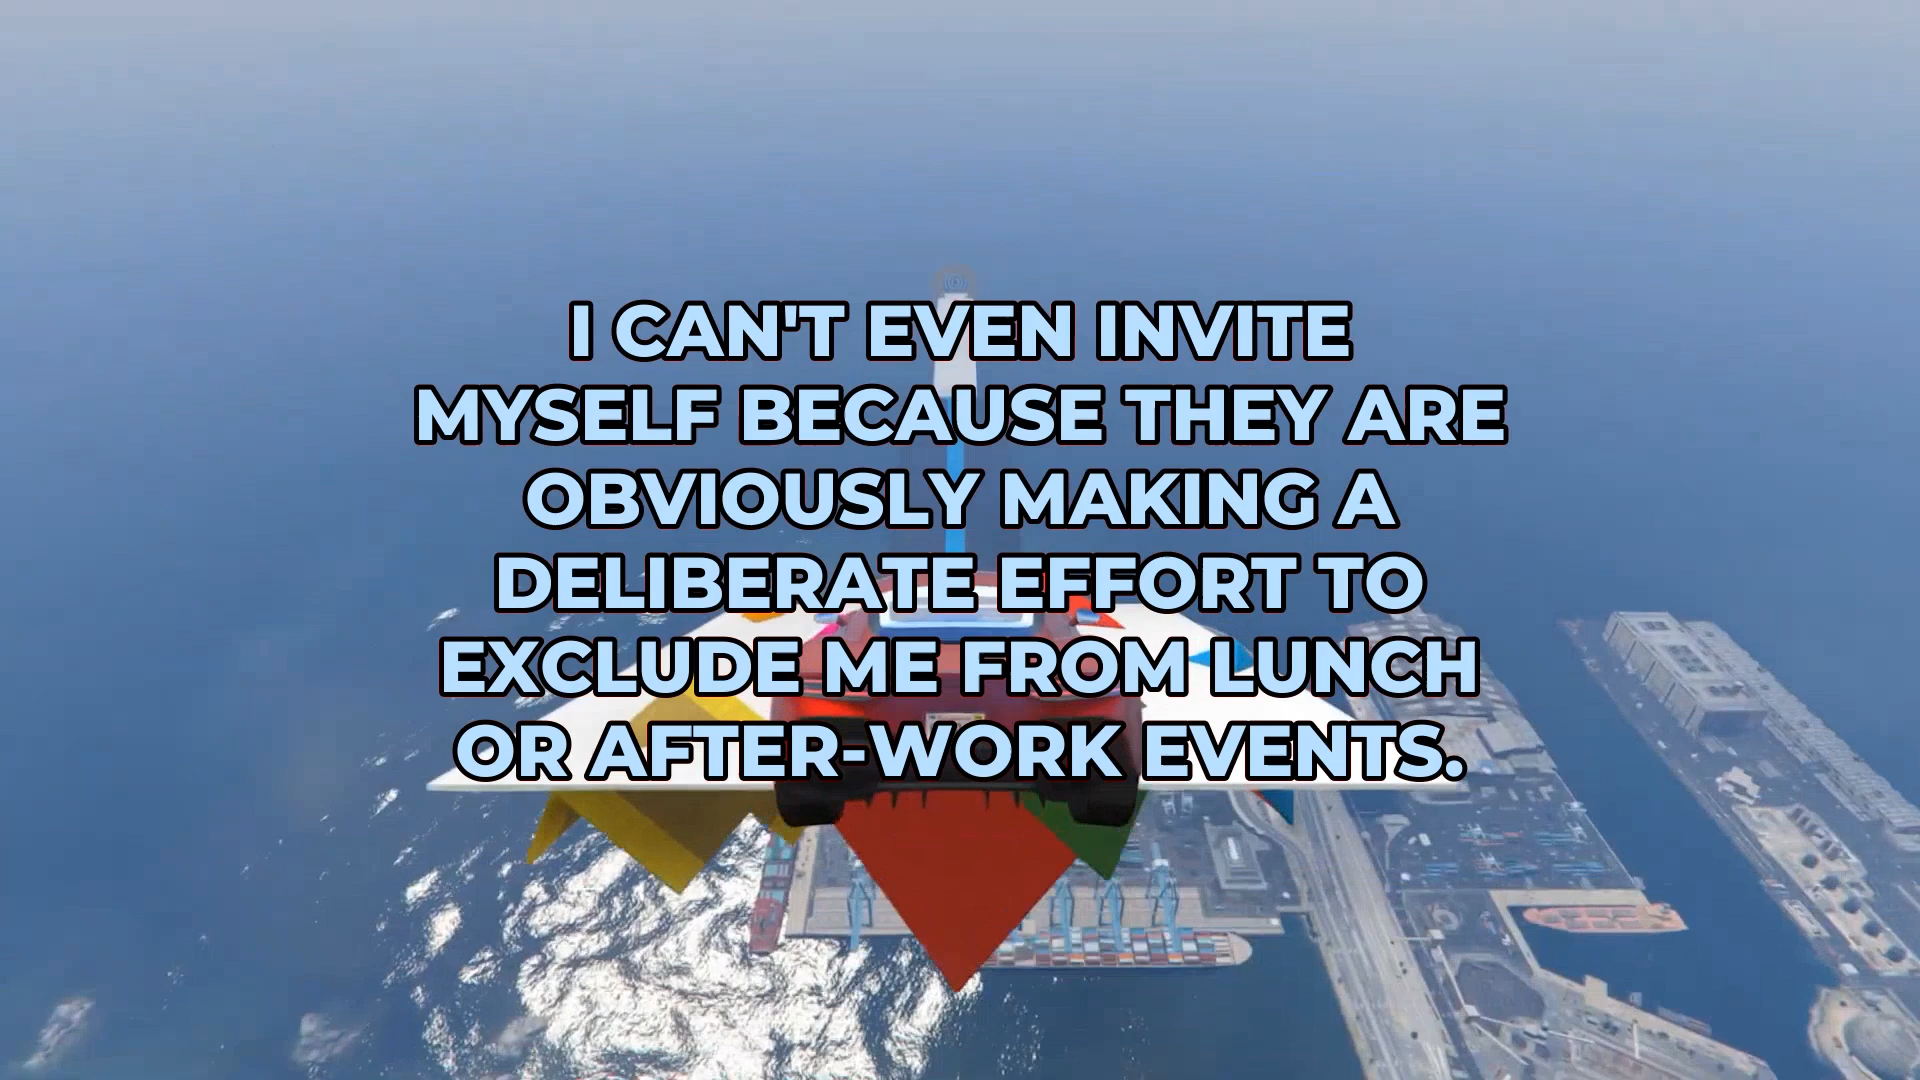 I CAN'T EVEN INVITE
MYSELF BECAUSE THEY ARE
OBVIOUSLY MAKING A
DELIBERATE EFFORT TO
EXCLUDE ME FROM LUNCH
OR AFTER-WORK EVENTS.